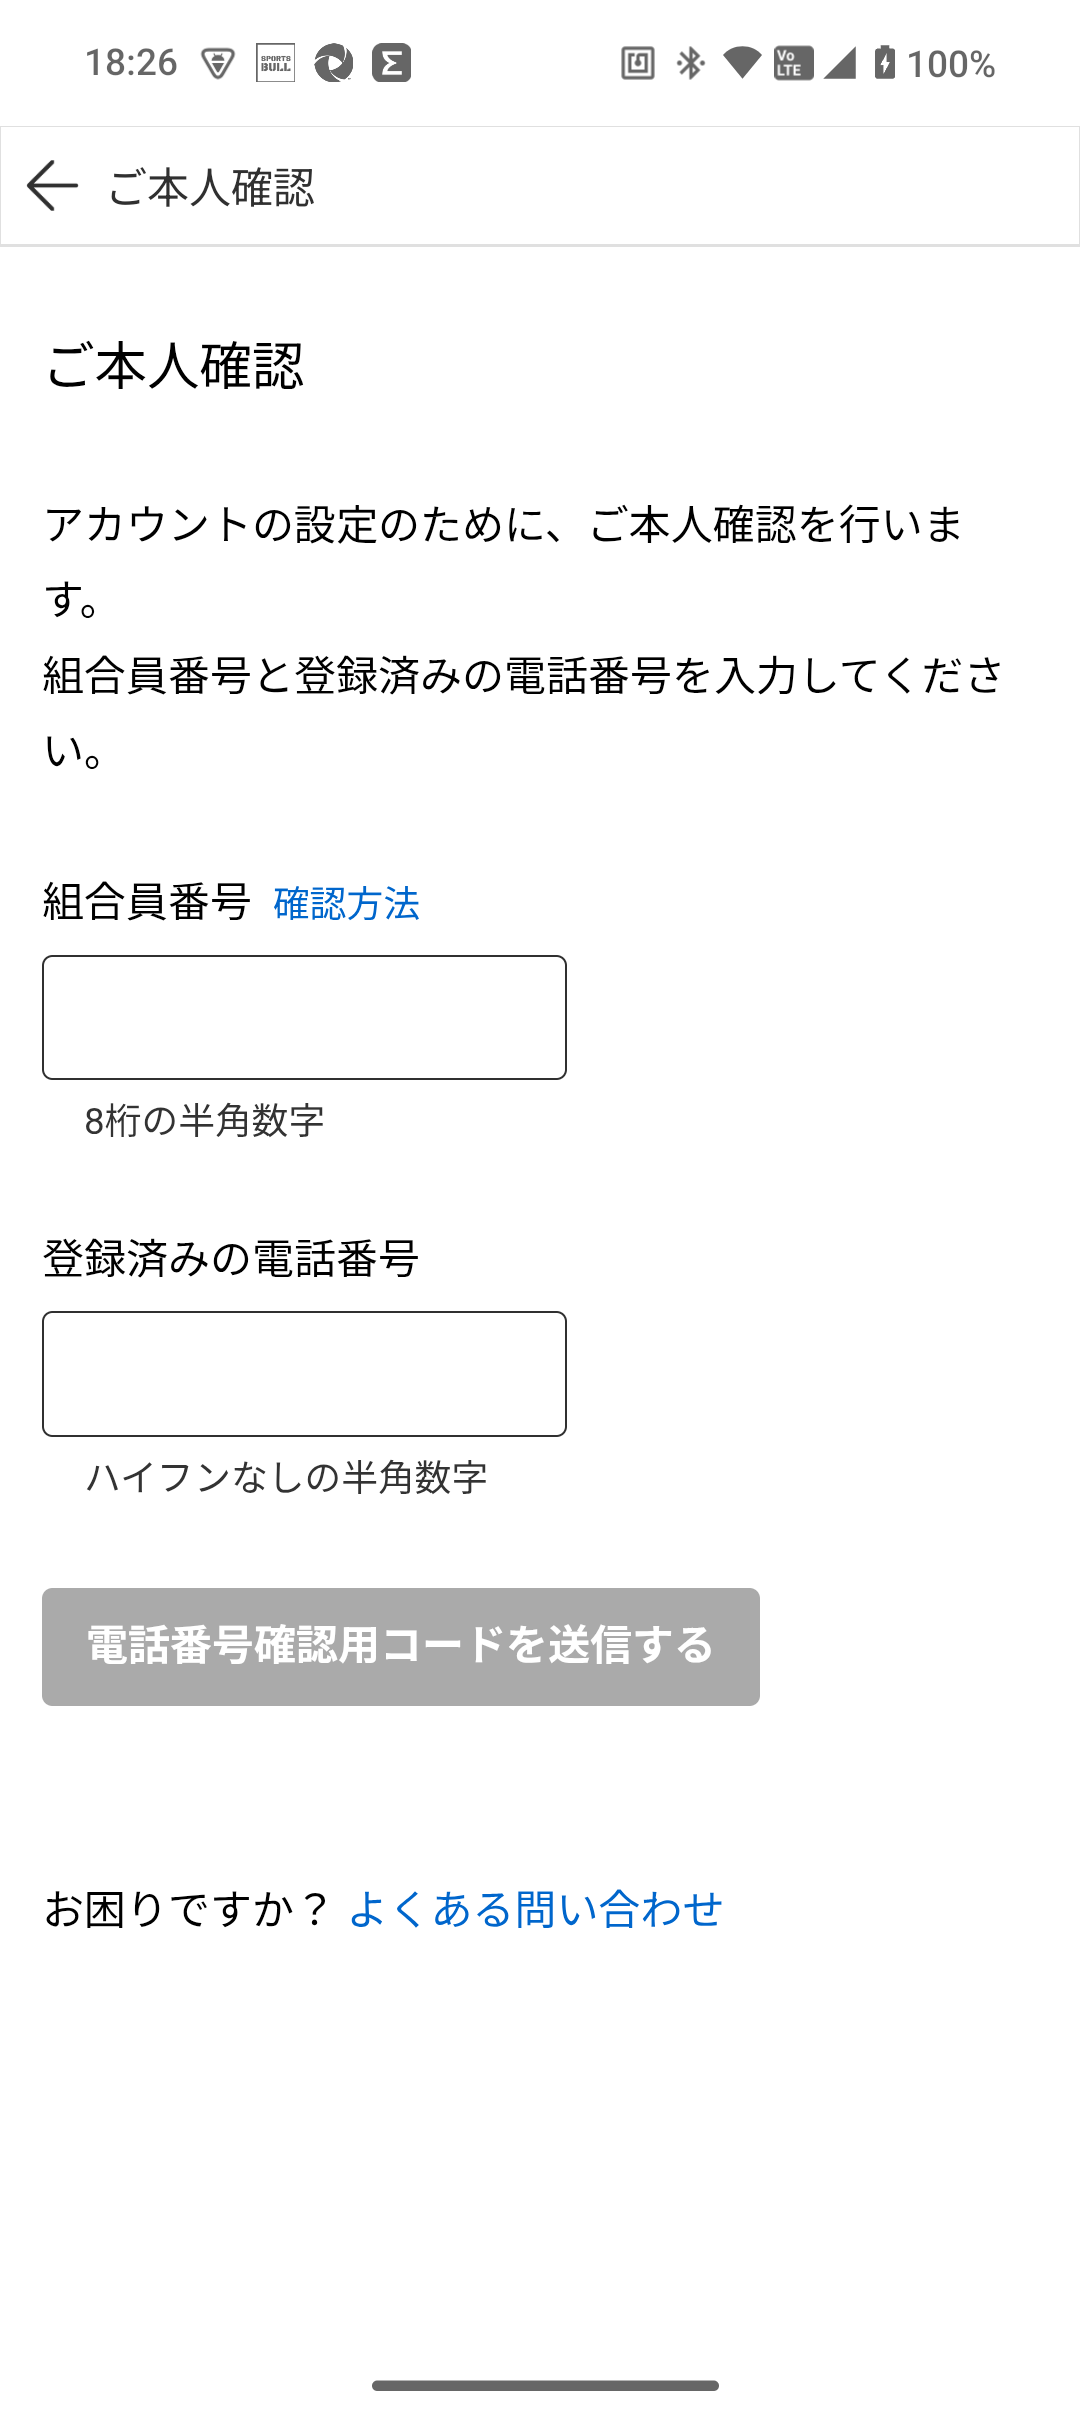 18:26 SPORTS BULL Vo LTE 100%
ご本人確認
ご本人確認
アカウントの設定のために、ご本人確認を行いま
す。
組合員番号と登録済みの電話番号を入力してくださ
い。
組合員番号 確認方法
8桁の半角数字
登録済みの電話番号
ハイフンなしの半角数字
電話番号確認用コードを送信する
お困りですか？ よくある問い合わせ